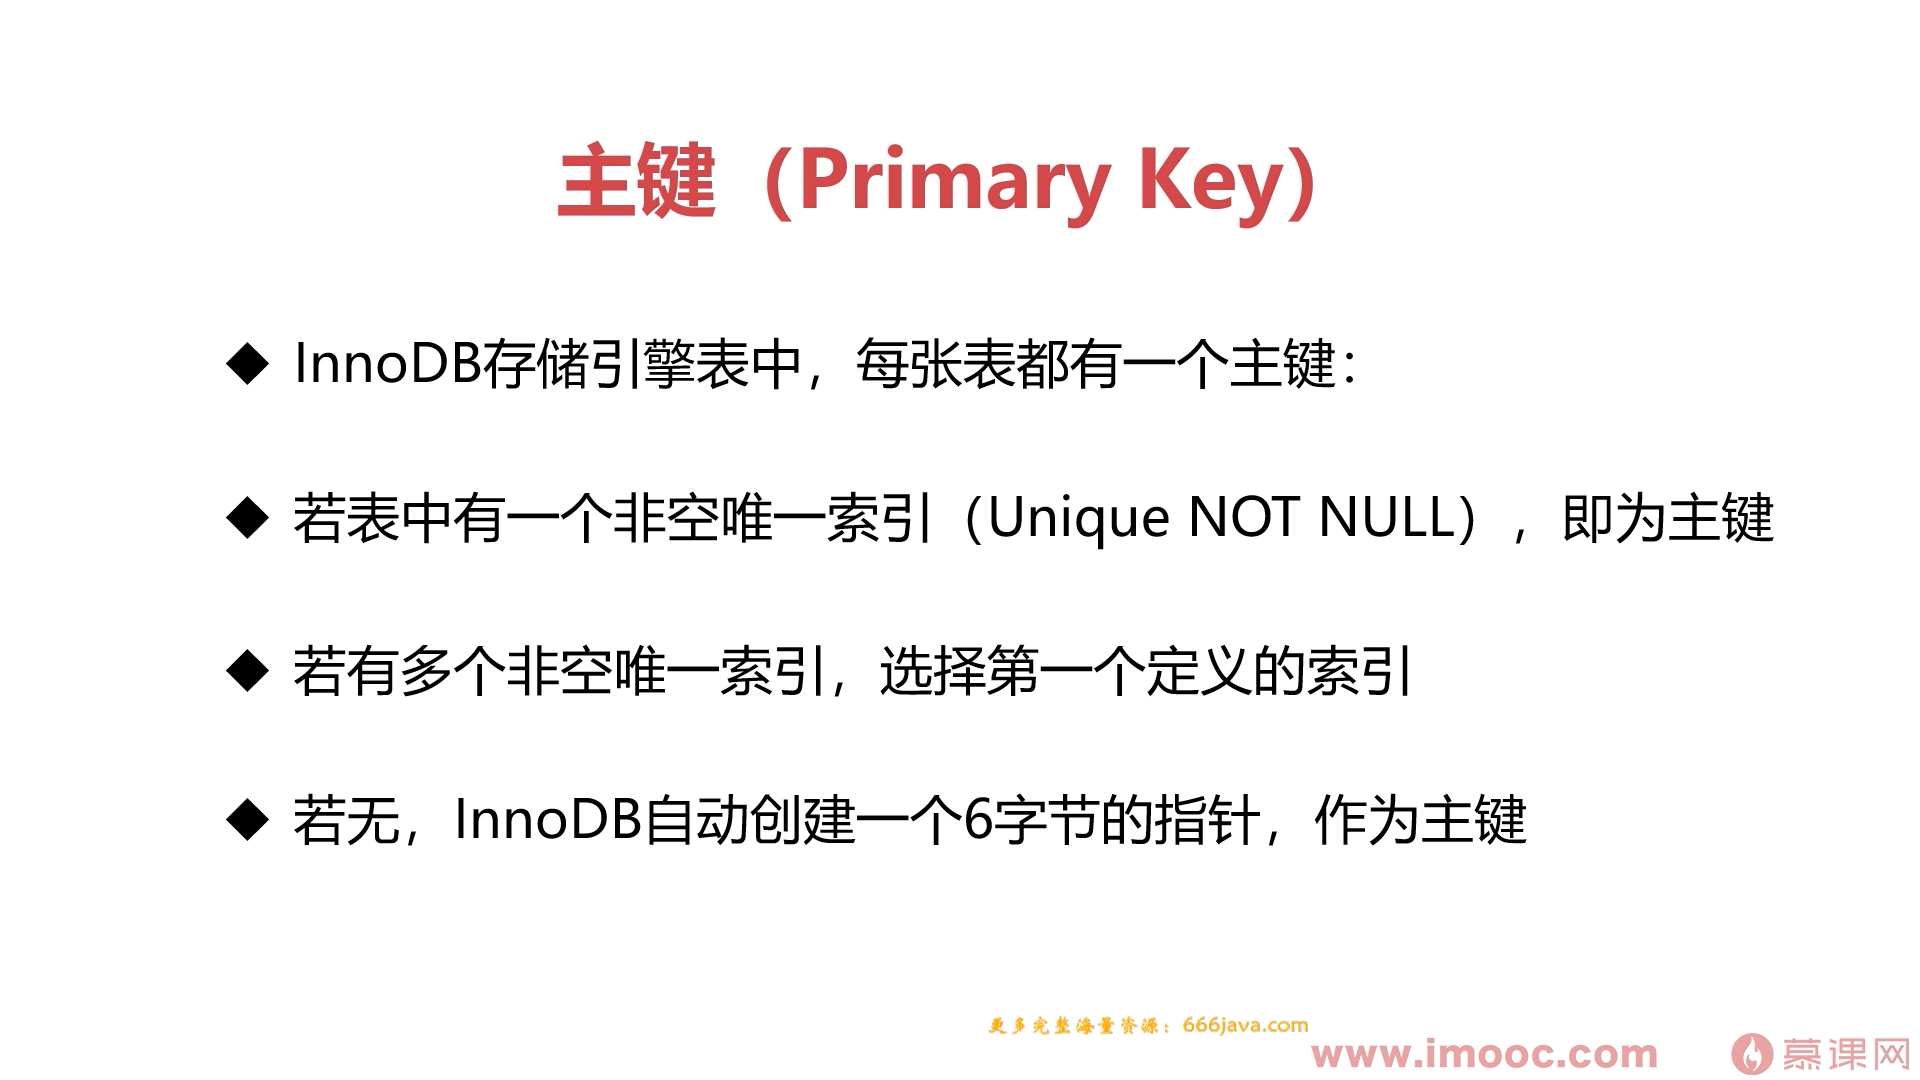 主键（Primary Key）
◆ InnoDB存储引擎表中，每张表都有一个主键：
◆ 若表中有一个非空唯一索引（Unique NOT NULL），即为主键
◆ 若有多个非空唯一索引，选择第一个定义的索引
◆ 若无，InnoDB自动创建一个6字节的指针，作为主键
更多完整海量资源：666java.com
www.imooc.com 慕课网